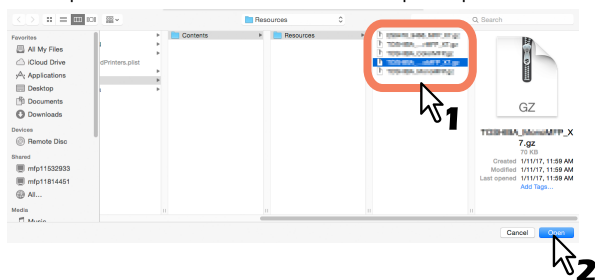 Resources
Search
Favorites
All My Files
iCloud Drive
Applications
Desktop
Documents
Downloads
Devices
Remote Disc
Shared
mfp11532933
mfp11814451
All...
Media
Music
dPrinters.plist
Contents
Resources
1
GZ
7.gz
70 KB
Created 1/11/17, 11:59 AM
Modified 1/11/17, 11:59 AM
Last opened 1/11/17, 11:59 AM
Add Tags...
Cancel
Open
2